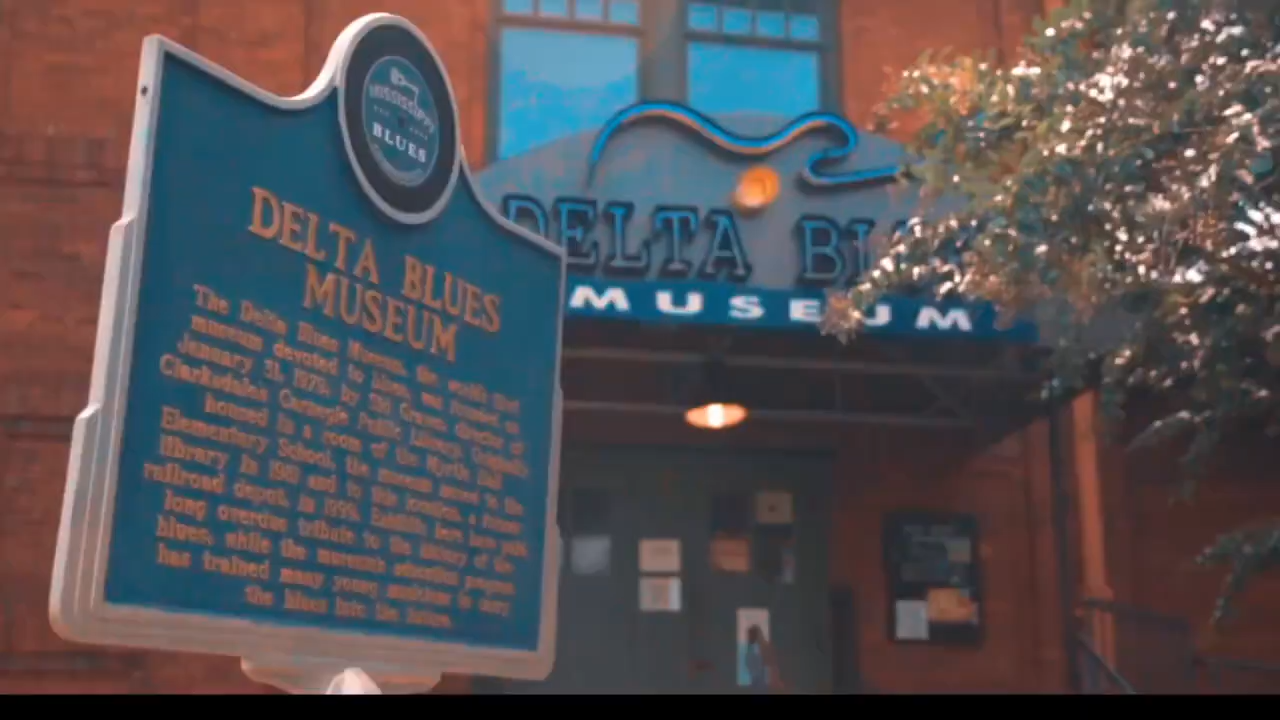 MISSISSIPPI
BLUES
DELTA BLUES
MUSEUM
The Delta Blues Museum, the world's first
museum devoted to blues, was founded on
January 31, 1979, by Sid Graves, director of
Clarksdale's Carnegie Public Library. Originally
housed in a room of the Myrtle Hall
Elementary School, the museum moved to the
library in 1981 and to this location, a former
railroad depot, in 1999. Exhibits here have paid
long overdue tribute to the history of the
blues, while the museum's education program
has trained many young musicians to carry
the blues into the future.
DELTA
MUSEUM